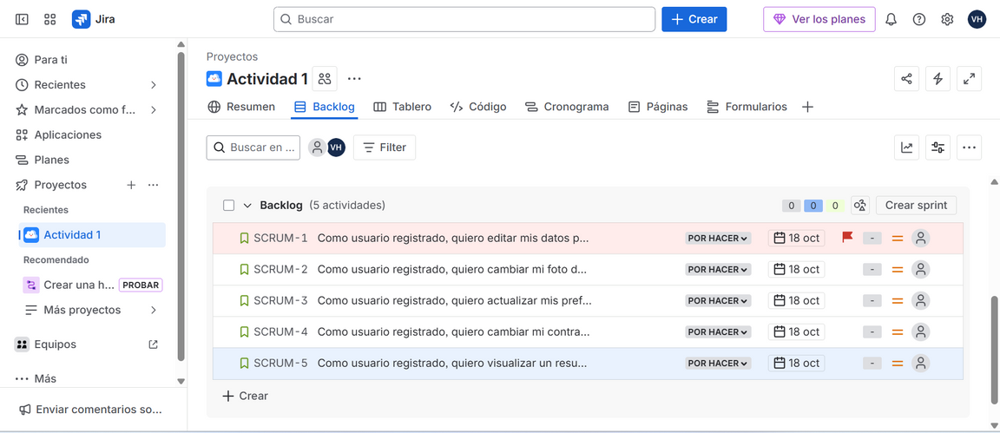 Jira
Buscar
Crear
Ver los planes
VH
Para ti
Recientes
Marcados como f...
Aplicaciones
Planes
Proyectos
Recientes
Actividad 1
Recomendado
Crear una h... PROBAR
Más proyectos
Equipos
Más
Enviar comentarios so...
Proyectos
Actividad 1
Resumen Backlog Tablero Código Cronograma Páginas Formularios
Buscar en ... VH Filter
Backlog (5 actividades) 0 0 0 Crear sprint
SCRUM-1 Como usuario registrado, quiero editar mis datos p... POR HACER 18 oct -
SCRUM-2 Como usuario registrado, quiero cambiar mi foto d... POR HACER 18 oct -
SCRUM-3 Como usuario registrado, quiero actualizar mis pref... POR HACER 18 oct -
SCRUM-4 Como usuario registrado, quiero cambiar mi contra... POR HACER 18 oct -
SCRUM-5 Como usuario registrado, quiero visualizar un resu... POR HACER 18 oct -
Crear